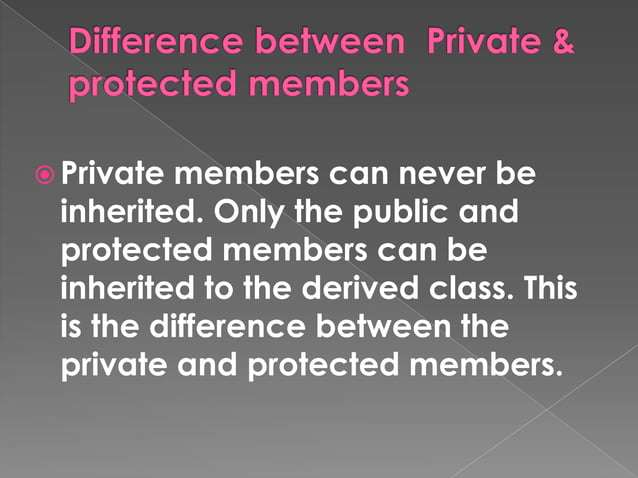 Difference between Private &
protected members
Private members can never be
inherited. Only the public and
protected members can be
inherited to the derived class. This
is the difference between the
private and protected members.